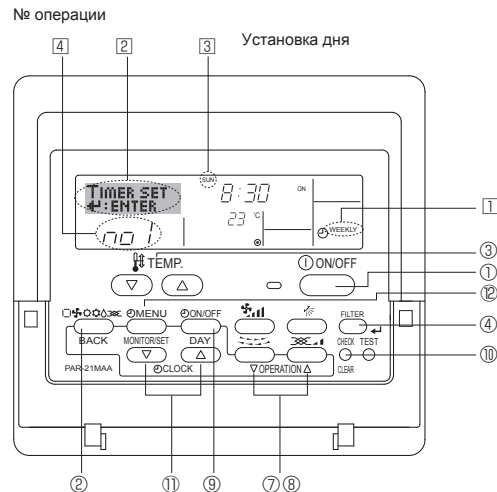 № операции
4 2 3 Установка дня
SUN
TIMER SET 8:30 ON
↵:ENTER 23 °C
no 1 WEEKLY 1
TEMP. ON/OFF ③
▽ △ ①
⑫
MENU ON/OFF FILTER ↵ ④
BACK MONITOR/SET DAY CHECK TEST ⑩
PAR-21MAA ▽ △ CLOCK ▽OPERATION△ CLEAR
② ⑪ ⑨ ⑦⑧